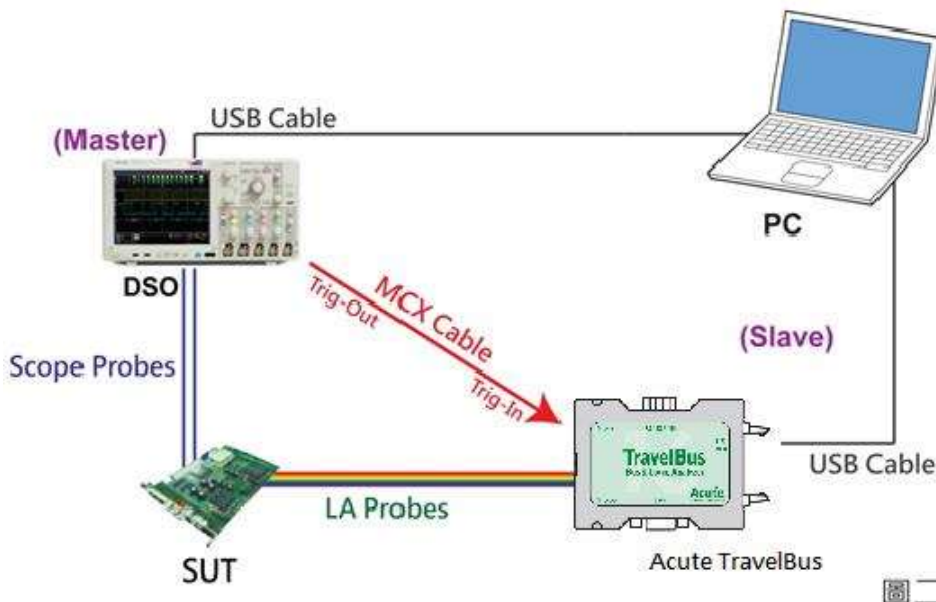 USB Cable
(Master)
PC
DSO
MCX Cable
Trig-Out
Trig-In
(Slave)
Scope Probes
TravelBus
Acute
USB Cable
LA Probes
SUT
Acute TravelBus
圖